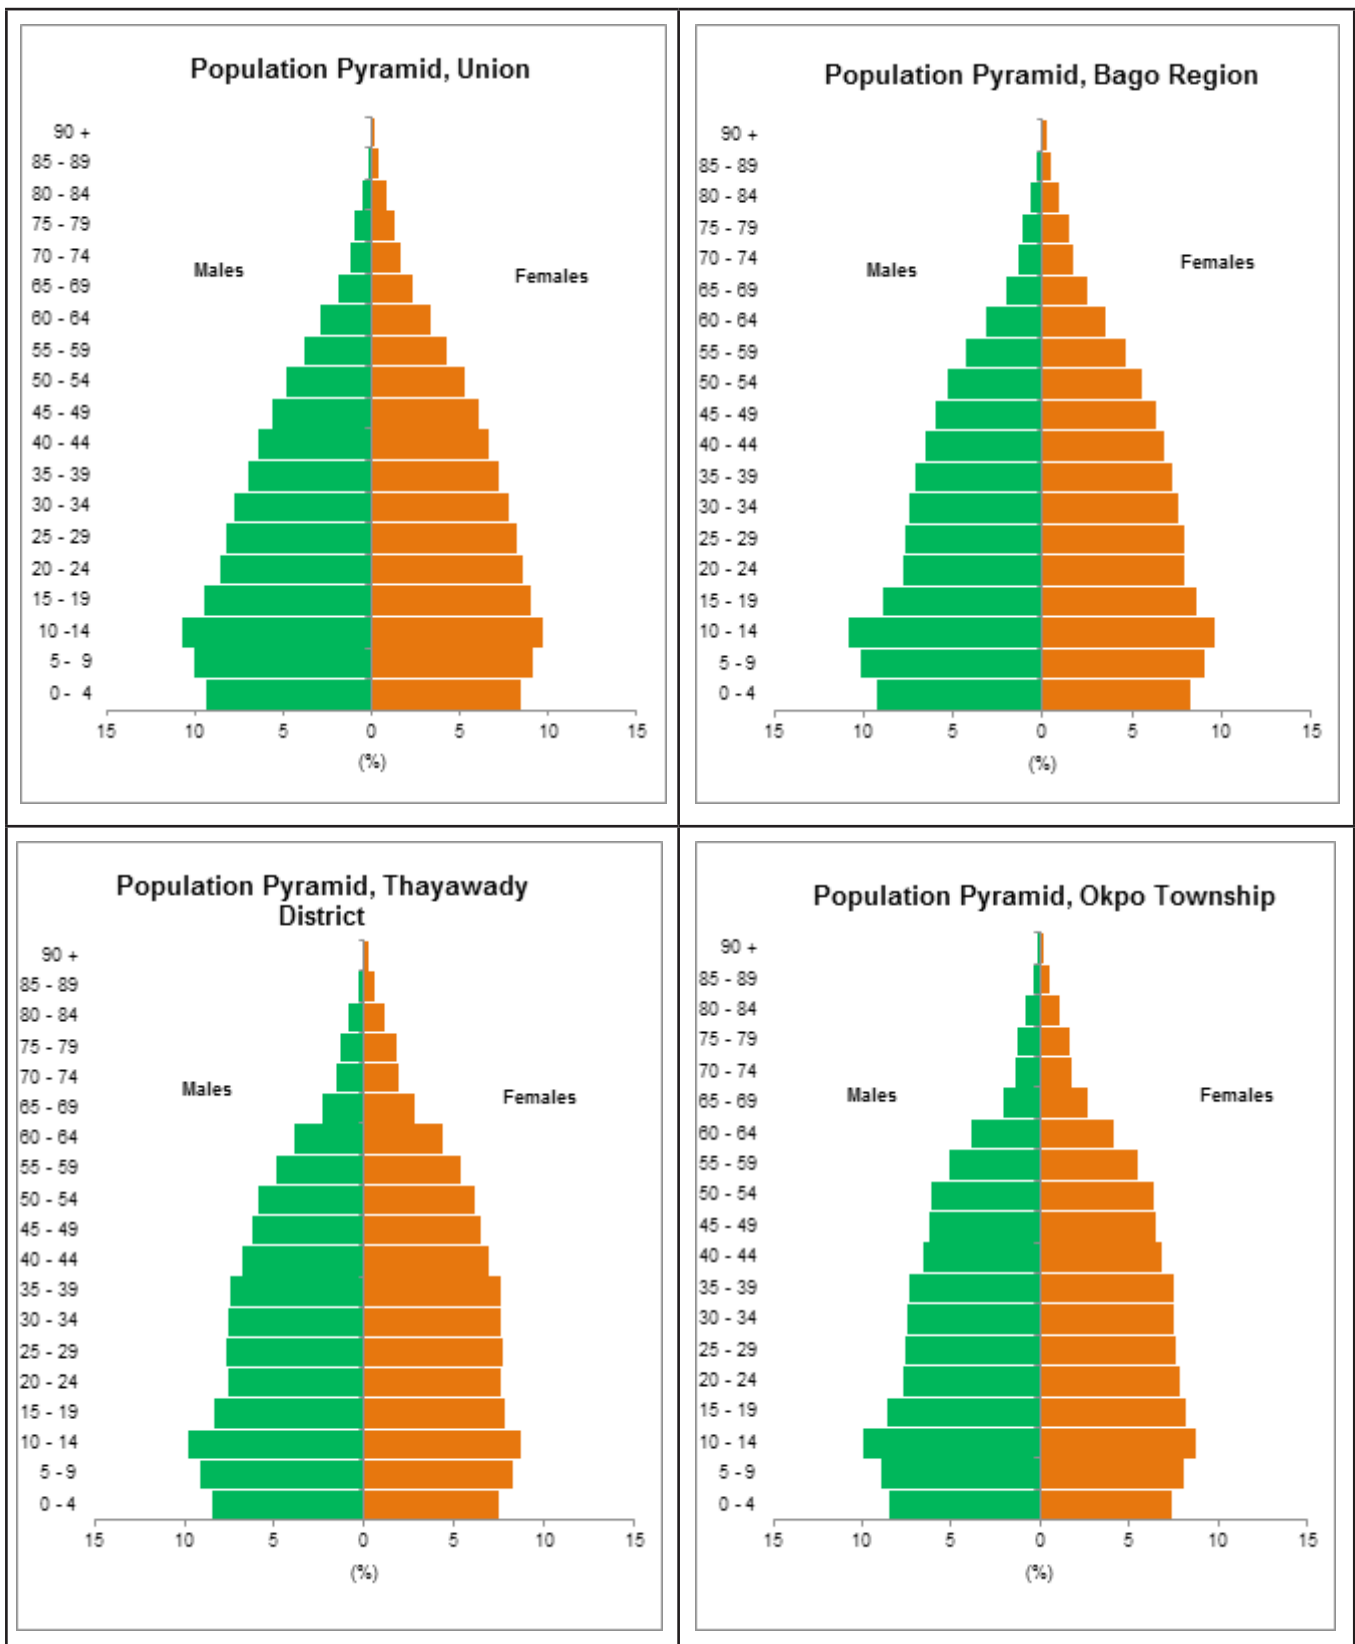 Population Pyramid, Union
90 +
85 - 89
80 - 84
75 - 79
70 - 74
Males
Females
65 - 69
60 - 64
55 - 59
50 - 54
45 - 49
40 - 44
35 - 39
30 - 34
25 - 29
20 - 24
15 - 19
10 -14
5 - 9
0 - 4
15 10 5 0 5 10 15
(%)
Population Pyramid, Bago Region
90 +
85 - 89
80 - 84
75 - 79
70 - 74
Males
Females
65 - 69
60 - 64
55 - 59
50 - 54
45 - 49
40 - 44
35 - 39
30 - 34
25 - 29
20 - 24
15 - 19
10 - 14
5 - 9
0 - 4
15 10 5 0 5 10 15
(%)
Population Pyramid, Thayawady
District
90 +
85 - 89
80 - 84
75 - 79
70 - 74
Males
Females
65 - 69
60 - 64
55 - 59
50 - 54
45 - 49
40 - 44
35 - 39
30 - 34
25 - 29
20 - 24
15 - 19
10 - 14
5 - 9
0 - 4
15 10 5 0 5 10 15
(%)
Population Pyramid, Okpo Township
90 +
85 - 89
80 - 84
75 - 79
70 - 74
Males
Females
65 - 69
60 - 64
55 - 59
50 - 54
45 - 49
40 - 44
35 - 39
30 - 34
25 - 29
20 - 24
15 - 19
10 - 14
5 - 9
0 - 4
15 10 5 0 5 10 15
(%)